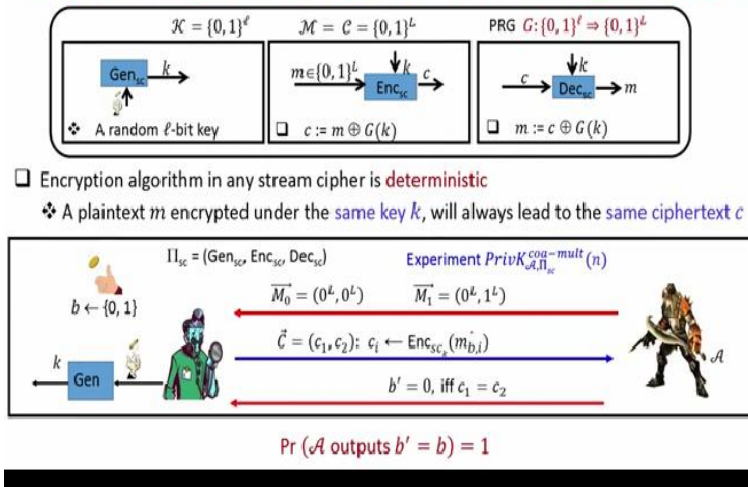 𝒦 = {0,1}^ℓ ℳ = 𝒞 = {0,1}^L PRG G:{0,1}^ℓ ⇒ {0,1}^L
Gen_sc k
❖ A random ℓ-bit key
m∈{0,1}^L k c
Enc_sc
❑ c := m ⊕ G(k)
c k m
Dec_sc
❑ m := c ⊕ G(k)
❑ Encryption algorithm in any stream cipher is deterministic
❖ A plaintext m encrypted under the same key k, will always lead to the same ciphertext c
Π_sc = (Gen_sc, Enc_sc, Dec_sc) Experiment PrivK^{coa-mult}_{𝒜,Π_sc}(n)
M⃗_0 = (0^L, 0^L) M⃗_1 = (0^L, 1^L)
b ← {0, 1}
C⃗ = (c_1, c_2): c_i ← Enc_{sc_k}(m_{b,i})
𝒜
k Gen
b′ = 0, iff c_1 = c_2
Pr (𝒜 outputs b′ = b) = 1